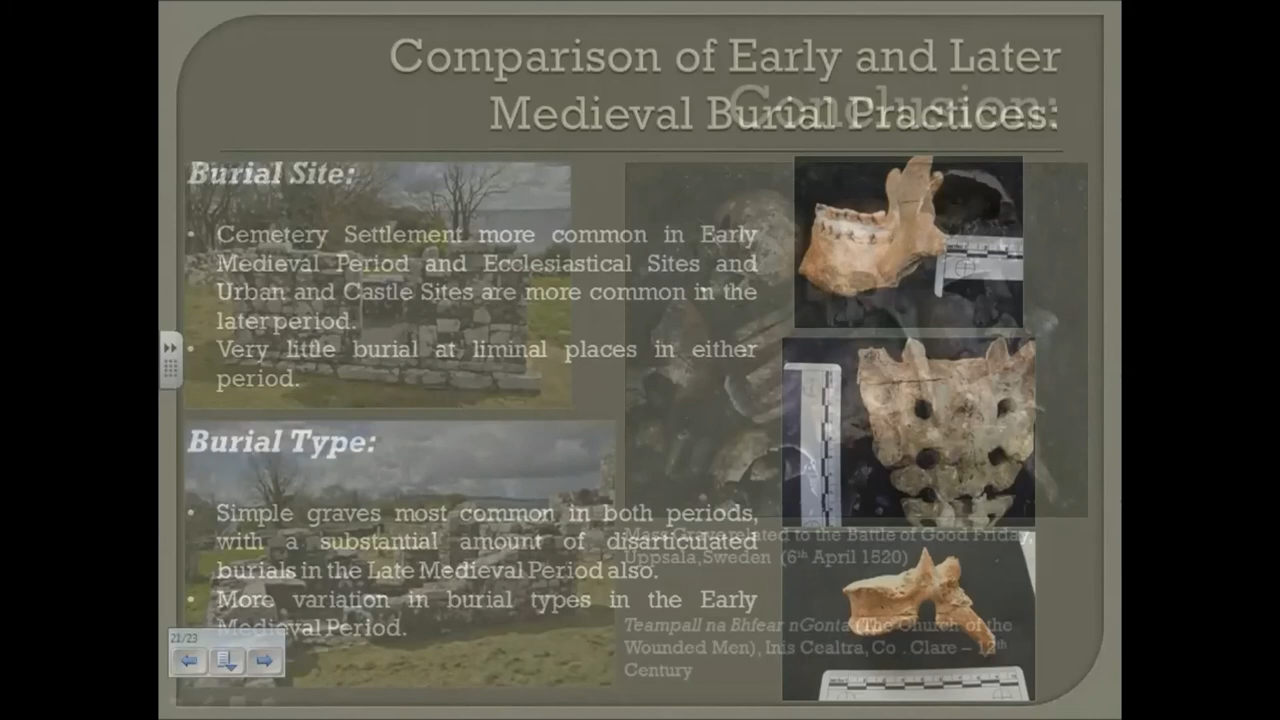 Comparison of Early and Later
Medieval Burial Practices:
Conclusion:
Burial Site:
• Cemetery Settlement more common in Early
Medieval Period and Ecclesiastical Sites and
Urban and Castle Sites are more common in the
later period.
• Very little burial at liminal places in either
period.
Burial Type:
• Simple graves most common in both periods,
with a substantial amount of disarticulated
burials in the Late Medieval Period also.
• More variation in burial types in the Early
Medieval Period.
Mass Grave related to the Battle of Good Friday,
Uppsala,Sweden (6th April 1520)
Teampall na Bhfear nGonta (The Church of the
Wounded Men), Inis Cealtra, Co . Clare – 12th
Century
21/23